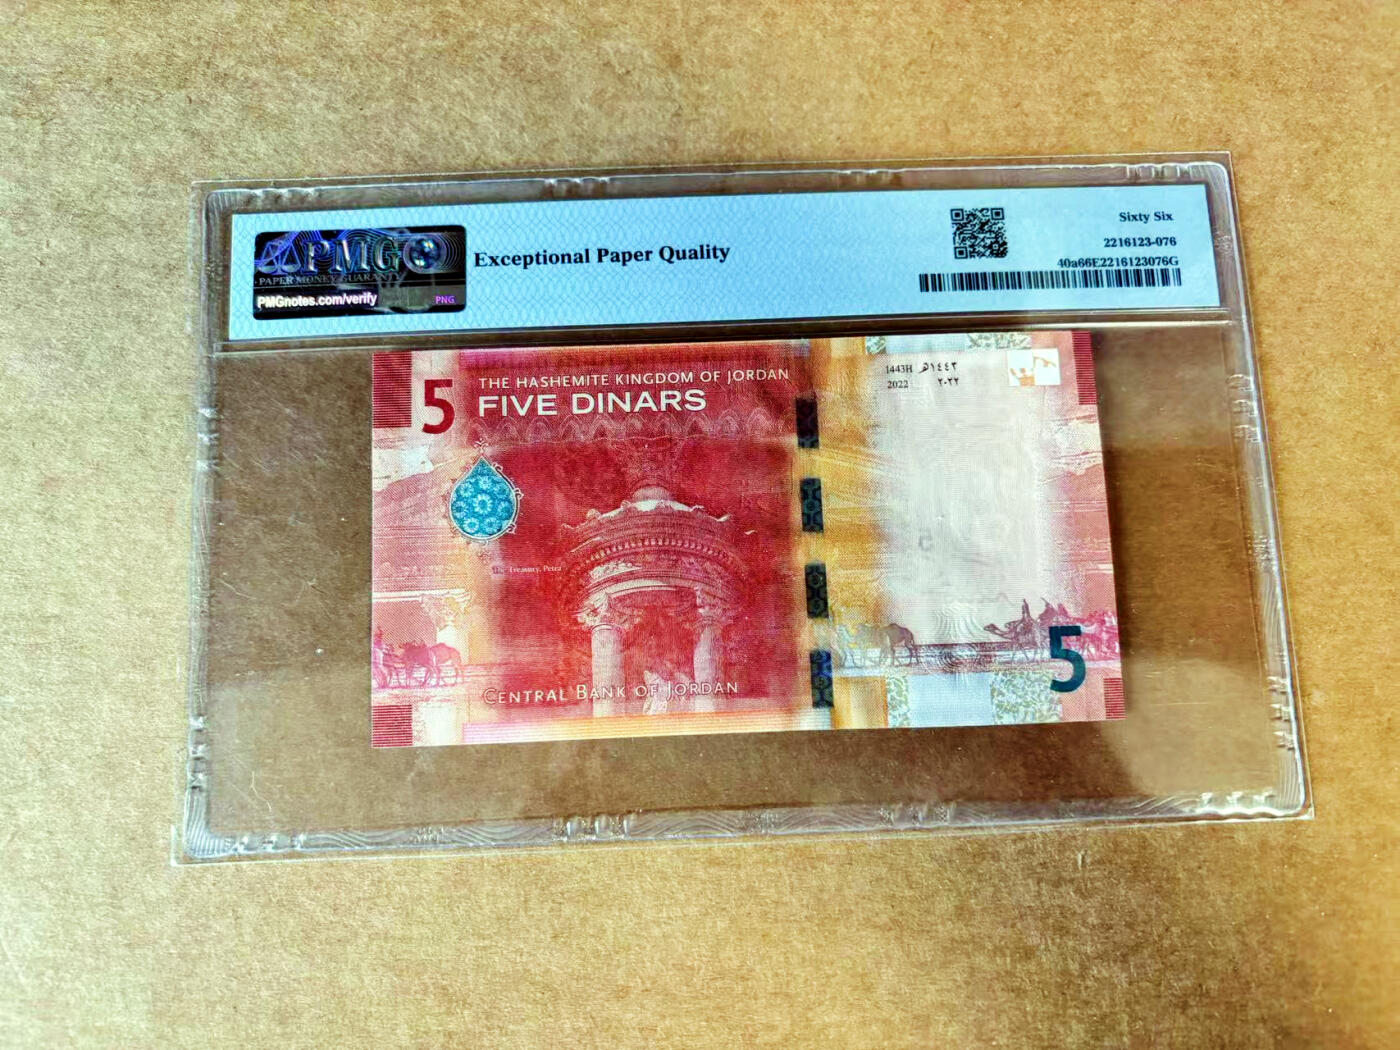 PMG
PAPER MONEY GUARANTY
PMGnotes.com/verify
PNG
Exceptional Paper Quality
Sixty Six
2216123-076
40a66E2216123076G
5
THE HASHEMITE KINGDOM OF JORDAN
FIVE DINARS
1443H ١٤٤٣هـ
2022 ٢٠٢٢
The Treasury, Petra
5
CENTRAL BANK OF JORDAN
5